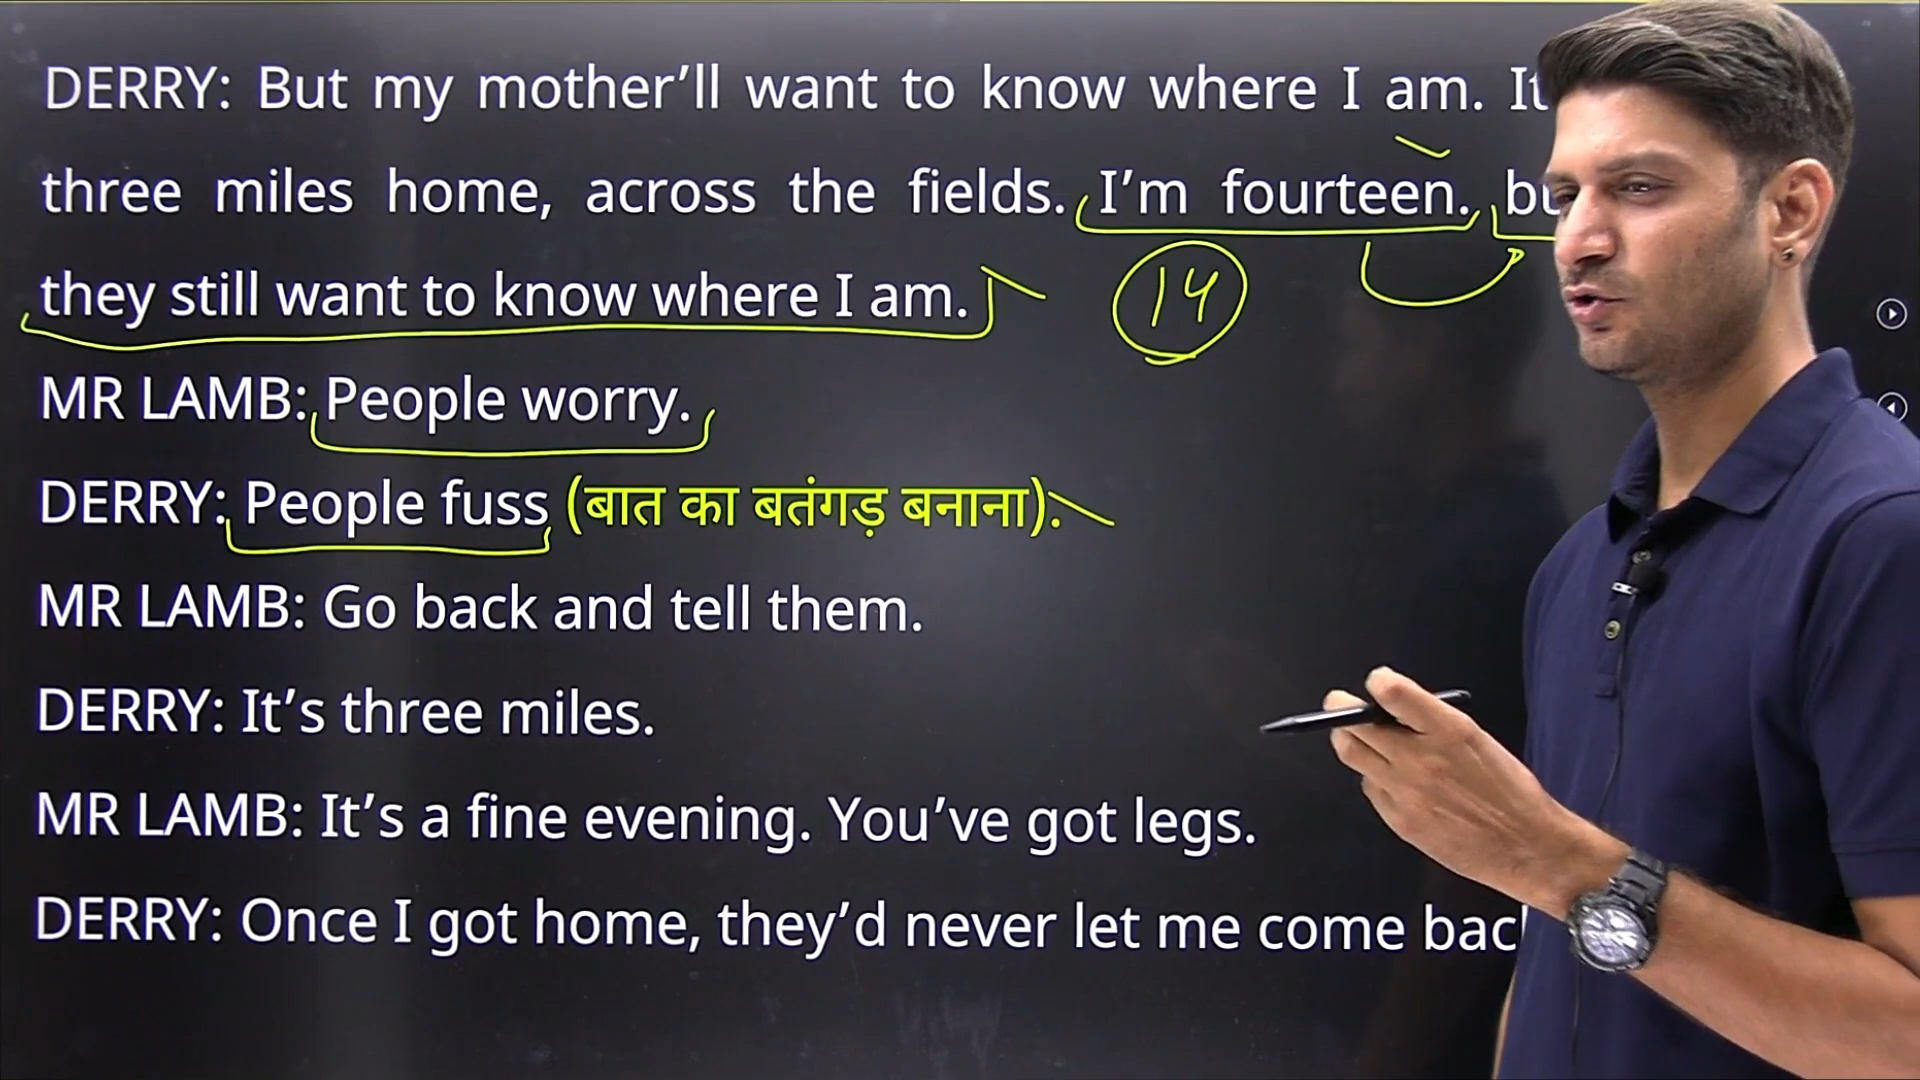 DERRY: But my mother’ll want to know where I am. It
three miles home, across the fields. I’m fourteen.
they still want to know where I am.
14
MR LAMB: People worry.
DERRY: People fuss (बात का बतंगड़ बनाना).
MR LAMB: Go back and tell them.
DERRY: It’s three miles.
MR LAMB: It’s a fine evening. You’ve got legs.
DERRY: Once I got home, they’d never let me come